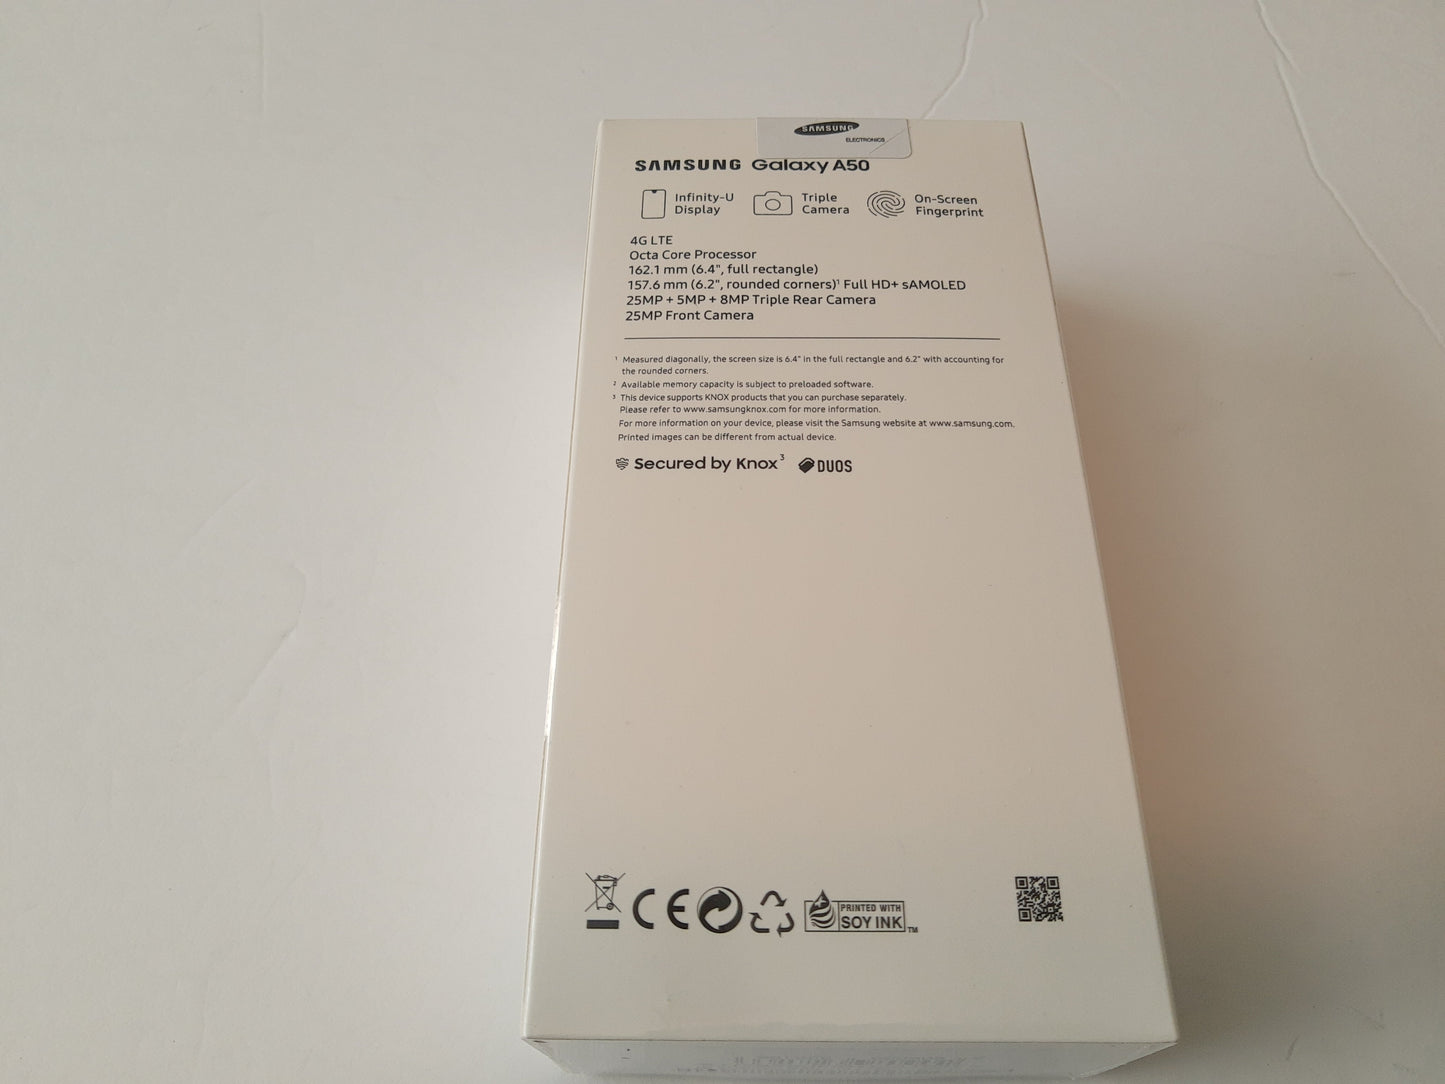 SAMSUNG
ELECTRONICS
SAMSUNG Galaxy A50
Infinity-U
Display
Triple
Camera
On-Screen
Fingerprint
4G LTE
Octa Core Processor
162.1 mm (6.4", full rectangle)
157.6 mm (6.2", rounded corners)¹ Full HD+ sAMOLED
25MP + 5MP + 8MP Triple Rear Camera
25MP Front Camera
¹ Measured diagonally, the screen size is 6.4" in the full rectangle and 6.2" with accounting for
the rounded corners.
² Available memory capacity is subject to preloaded software.
³ This device supports KNOX products that you can purchase separately.
Please refer to www.samsungknox.com for more information.
For more information on your device, please visit the Samsung website at www.samsung.com.
Printed images can be different from actual device.
Secured by Knox³ DUOS
CE
PRINTED WITH
SOY INK™